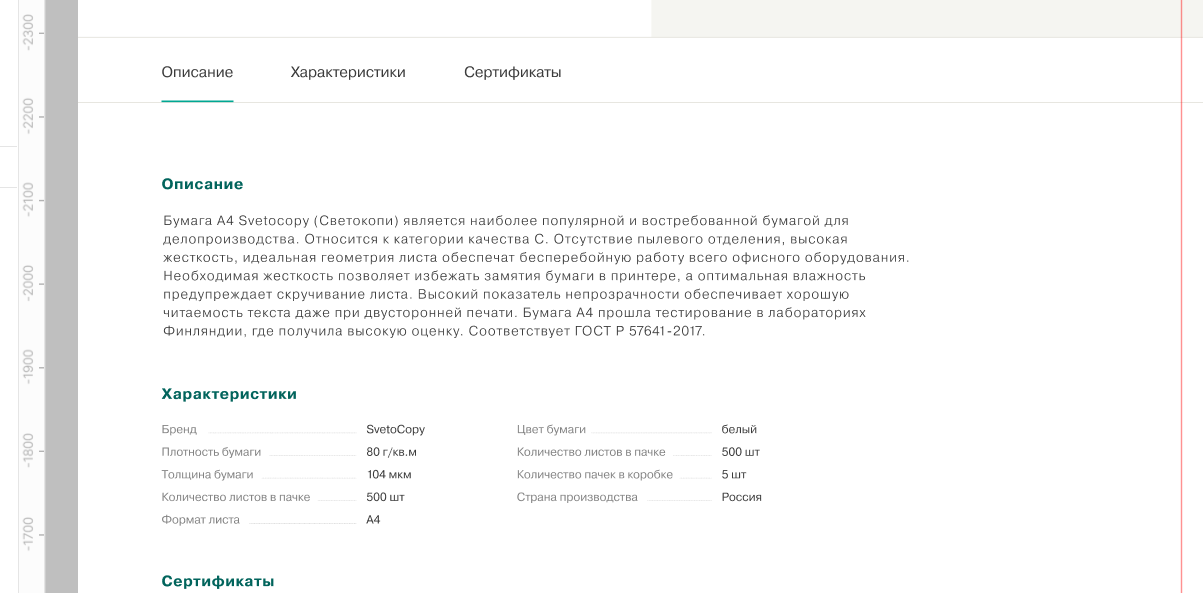 -2300
-2200
-2100
-2000
-1900
-1800
-1700
Описание Характеристики Сертификаты
Описание
Бумага А4 Svetocopy (Светокопи) является наиболее популярной и востребованной бумагой для
делопроизводства. Относится к категории качества С. Отсутствие пылевого отделения, высокая
жесткость, идеальная геометрия листа обеспечат бесперебойную работу всего офисного оборудования.
Необходимая жесткость позволяет избежать замятия бумаги в принтере, а оптимальная влажность
предупреждает скручивание листа. Высокий показатель непрозрачности обеспечивает хорошую
читаемость текста даже при двусторонней печати. Бумага А4 прошла тестирование в лабораториях
Финляндии, где получила высокую оценку. Соответствует ГОСТ Р 57641-2017.
Характеристики
Бренд SvetoCopy
Плотность бумаги 80 г/кв.м
Толщина бумаги 104 мкм
Количество листов в пачке 500 шт
Формат листа А4
Цвет бумаги белый
Количество листов в пачке 500 шт
Количество пачек в коробке 5 шт
Страна производства Россия
Сертификаты